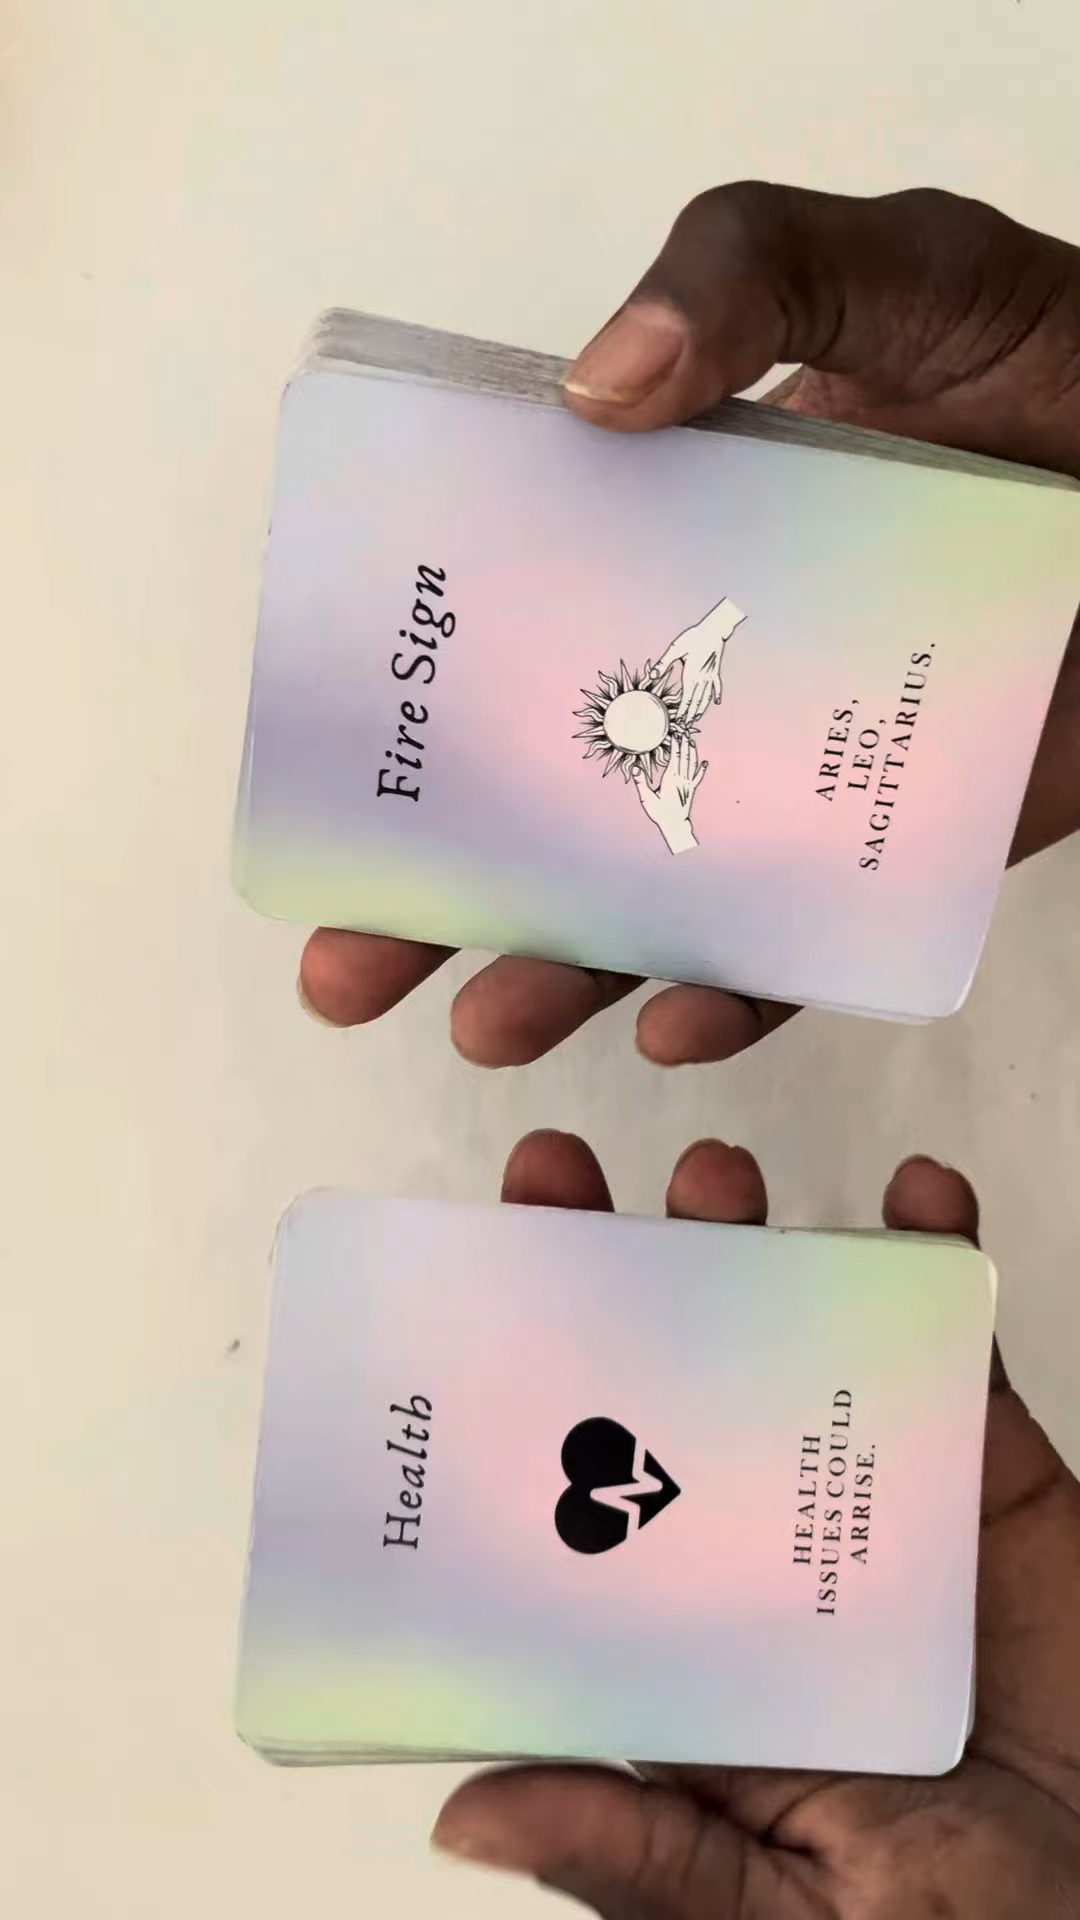 Fire Sign
ARIES,
LEO,
SAGITTARIUS.
Health
HEALTH
ISSUES COULD
ARRISE.